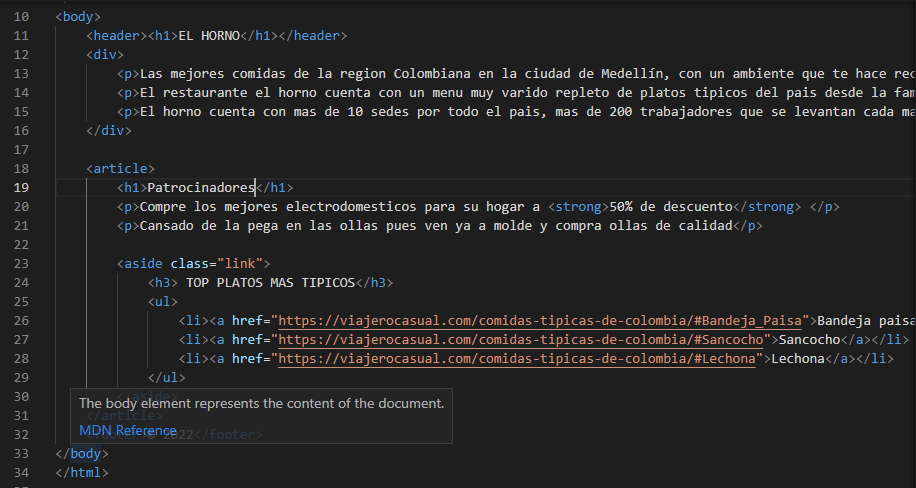 10 <body>
11 <header><h1>EL HORNO</h1></header>
12 <div>
13 <p>Las mejores comidas de la region Colombiana en la ciudad de Medellín, con un ambiente que te hace
14 <p>El restaurante el horno cuenta con un menu muy varido repleto de platos tipicos del pais desde la
15 <p>El horno cuenta con mas de 10 sedes por todo el pais, mas de 200 trabajadores que se levantan cada
16 </div>
17
18 <article>
19 <h1>Patrocinadores</h1>
20 <p>Compre los mejores electrodomesticos para su hogar a <strong>50% de descuento</strong> </p>
21 <p>Cansado de la pega en las ollas pues ven ya a molde y compra ollas de calidad</p>
22
23 <aside class="link">
24 <h3> TOP PLATOS MAS TIPICOS</h3>
25 <ul>
26 <li><a href="https://viajerocasual.com/comidas-tipicas-de-colombia/#Bandeja_Paisa">Bandeja paisa
27 <li><a href="https://viajerocasual.com/comidas-tipicas-de-colombia/#Sancocho">Sancocho</a></li>
28 <li><a href="https://viajerocasual.com/comidas-tipicas-de-colombia/#Lechona">Lechona</a></li>
29 </ul>
30 </aside>
The body element represents the content of the document.
31 </article>
MDN Reference
32 2022</footer>
33 </body>
34 </html>